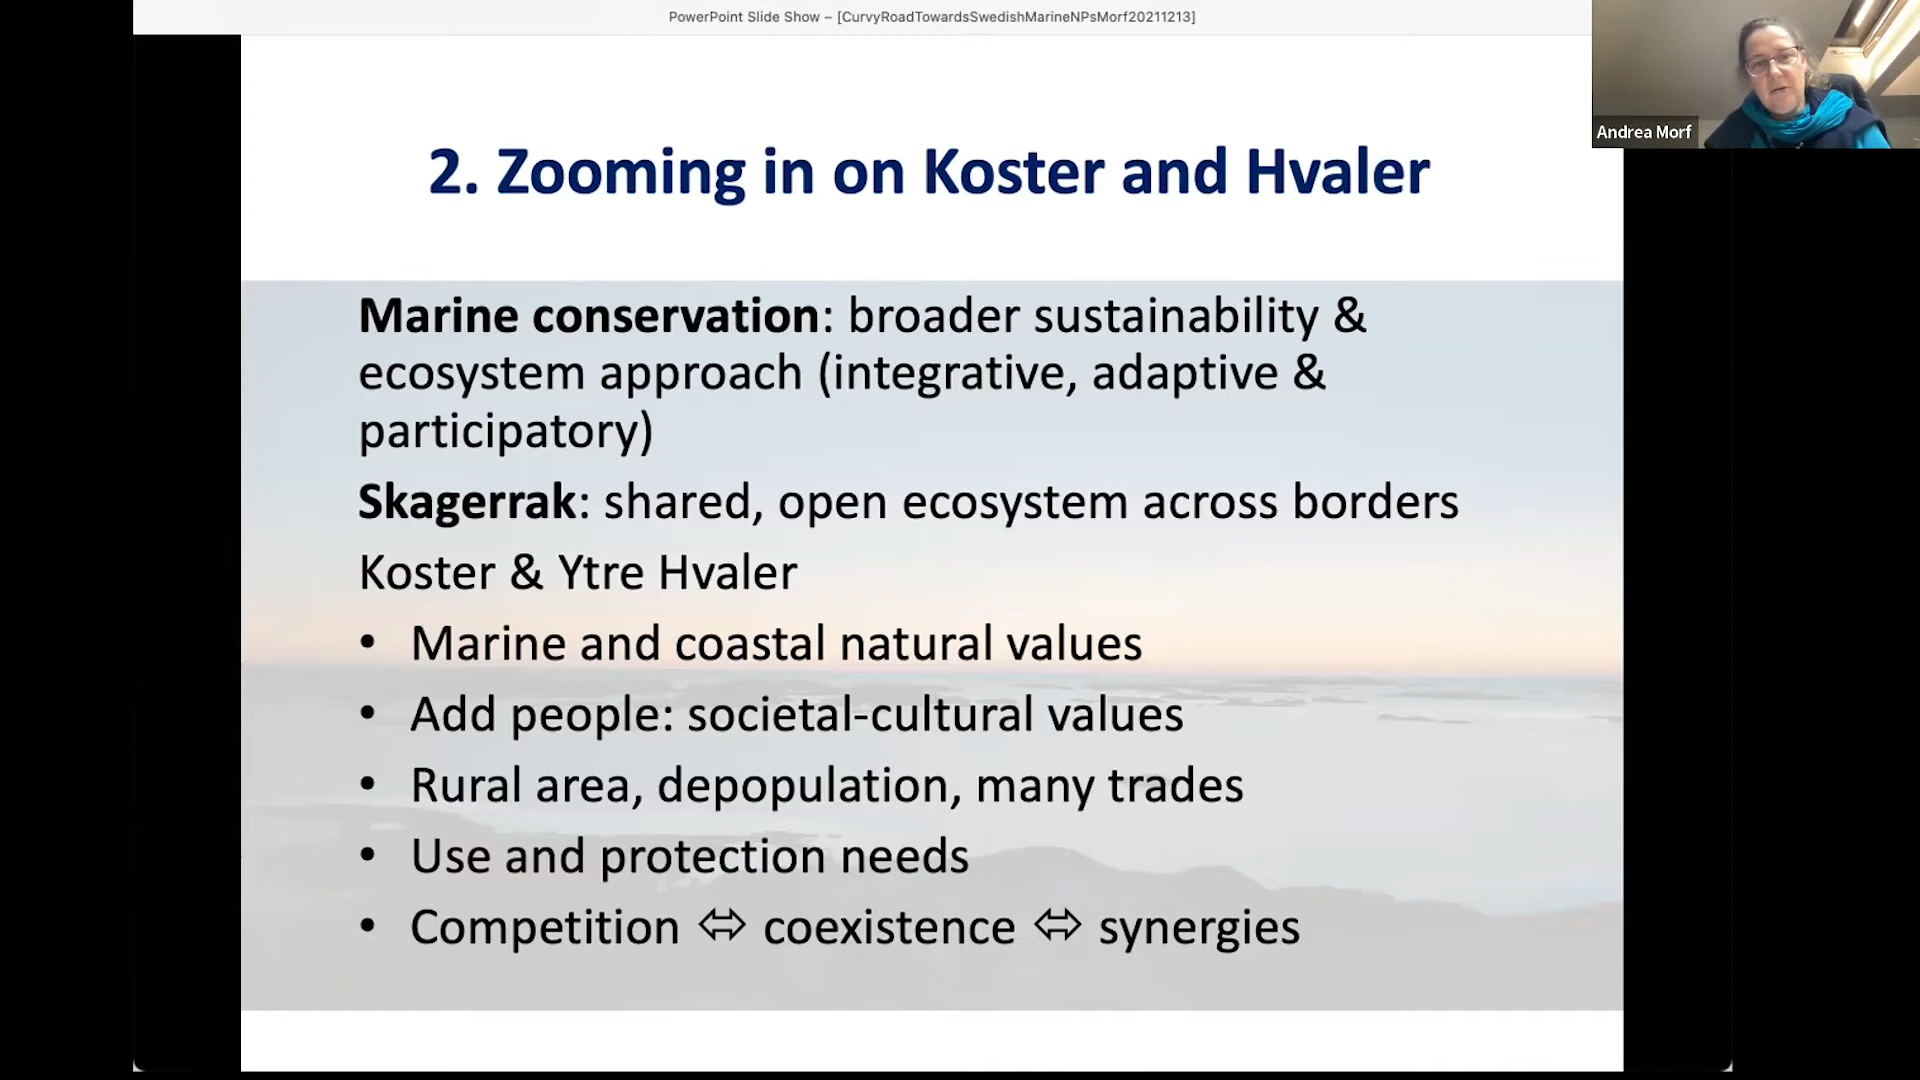 PowerPoint Slide Show – [CurvyRoadTowardsSwedishMarineNPsMorf20211213]
Andrea Morf
2. Zooming in on Koster and Hvaler
Marine conservation: broader sustainability &
ecosystem approach (integrative, adaptive &
participatory)
Skagerrak: shared, open ecosystem across borders
Koster & Ytre Hvaler
• Marine and coastal natural values
• Add people: societal-cultural values
• Rural area, depopulation, many trades
• Use and protection needs
• Competition ⬄ coexistence ⬄ synergies